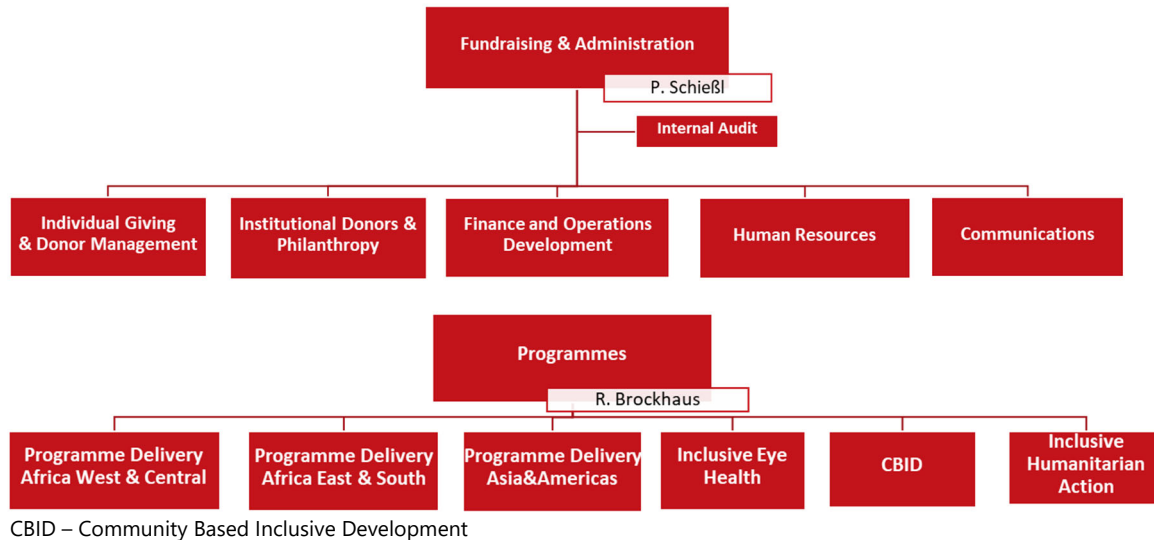 Fundraising & Administration
P. Schießl
Internal Audit
Individual Giving
& Donor Management
Institutional Donors &
Philanthropy
Finance and Operations
Development
Human Resources
Communications
Programmes
R. Brockhaus
Programme Delivery
Africa West & Central
Programme Delivery
Africa East & South
Programme Delivery
Asia&Americas
Inclusive Eye
Health
CBID
Inclusive
Humanitarian
Action
CBID – Community Based Inclusive Development